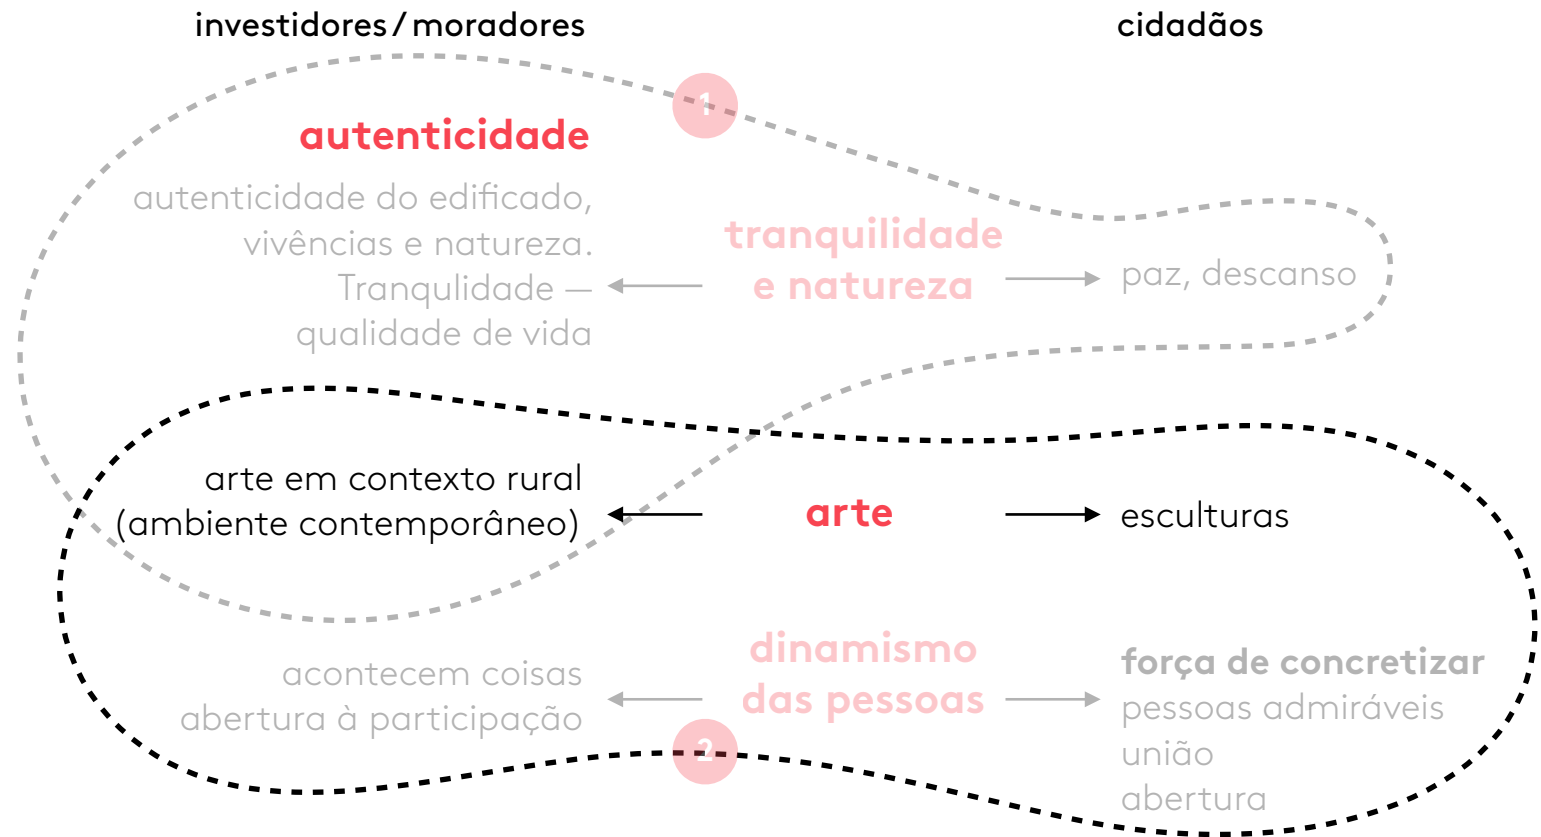 investidores / moradores
cidadãos
1
autenticidade
autenticidade do edificado,
vivências e natureza.
Tranqulidade —
qualidade de vida
tranquilidade
e natureza
paz, descanso
arte em contexto rural
(ambiente contemporâneo)
arte
esculturas
acontecem coisas
abertura à participação
dinamismo
das pessoas
força de concretizar
pessoas admiráveis
união
abertura
2